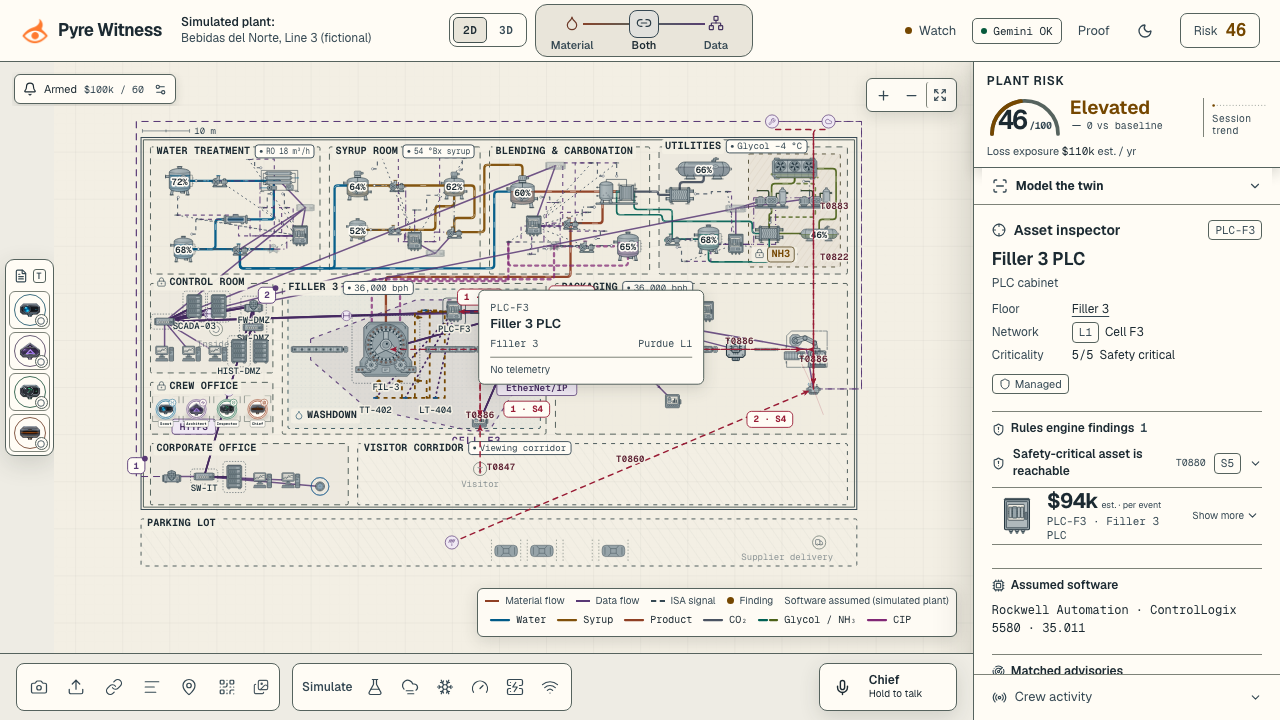 Pyre Witness
Simulated plant:
Bebidas del Norte, Line 3 (fictional)
2D
3D
Material
Both
Data
Watch
Gemini OK
Proof
Risk 46
Armed $100k / 60
PLANT RISK
46 /100
Elevated
— 0 vs baseline
Session trend
Loss exposure $110k est. / yr
Model the twin
Asset inspector
PLC-F3
Filler 3 PLC
PLC cabinet
Floor Filler 3
Network L1 Cell F3
Criticality 5/5 Safety critical
Managed
Rules engine findings 1
Safety-critical asset is reachable
T0880 S5
$94k est. · per event
PLC-F3 · Filler 3 PLC
Show more
Assumed software
Rockwell Automation · ControlLogix
5580 · 35.011
Matched advisories
Crew activity
10 m
WATER TREATMENT
RO 18 m³/h
SYRUP ROOM
54 °Bx syrup
BLENDING & CARBONATION
UTILITIES
Glycol −4 °C
72%
64%
62%
60%
66%
52%
68%
65%
68%
46%
NH3
T0883
T0822
CONTROL ROOM
2
FILLER 3
36,000 bph
PACKAGING
36,000 bph
1
SCADA-03
FW-DMZ
HIST-DMZ
PLC-F3
FIL-3
TT-402
LT-404
WASHDOWN
T0886
T0886
T0886
EtherNet/IP
1 · S4
2 · S4
PLC-F3
Filler 3 PLC
Filler 3
Purdue L1
No telemetry
CREW OFFICE
CORPORATE OFFICE
SW-IT
1
VISITOR CORRIDOR
Viewing corridor
T0847
Visitor
T0860
PARKING LOT
Supplier delivery
T
Material flow
Data flow
ISA signal
Finding
Software assumed (simulated plant)
Water
Syrup
Product
CO₂
Glycol / NH₃
CIP
Simulate
Chief
Hold to talk